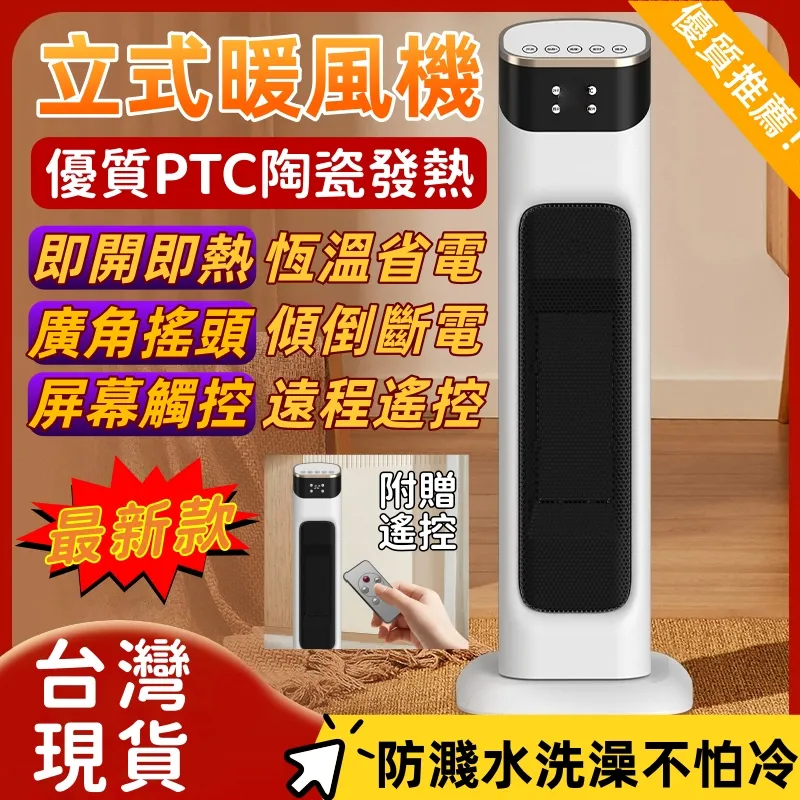 立式暖風機
優質推薦!
優質PTC陶瓷發熱
即開即熱 恆溫省電
廣角搖頭 傾倒斷電
屏幕觸控 遠程遙控
附贈
遙控
最新款
台灣
現貨
防濺水洗澡不怕冷